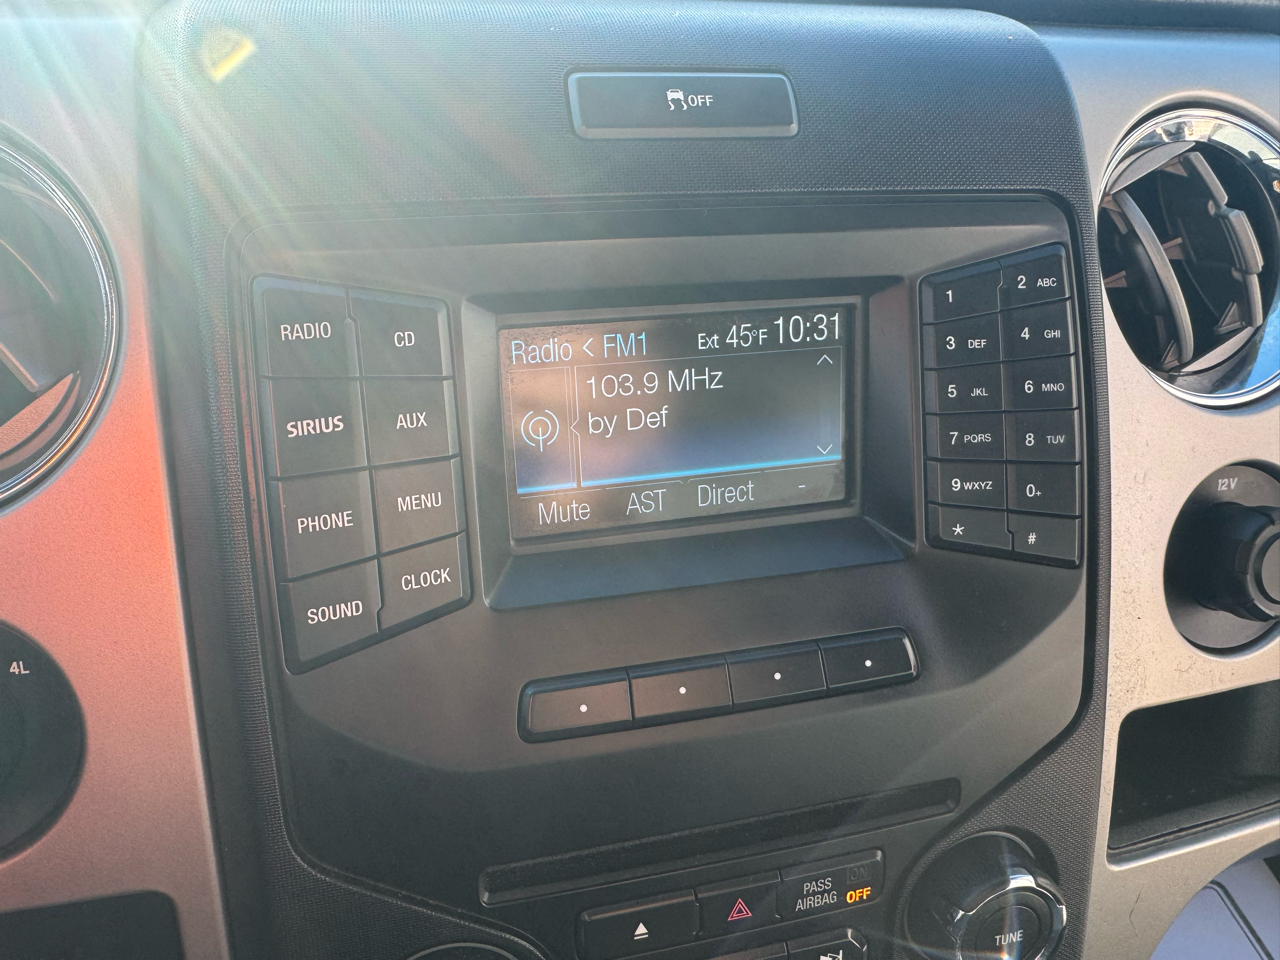 OFF
RADIO
CD
SIRIUS
AUX
PHONE
MENU
SOUND
CLOCK
Radio < FM1
Ext 45°F 10:31
103.9 MHz
by Def
Mute AST Direct -
1
2 ABC
3 DEF
4 GHI
5 JKL
6 MNO
7 PQRS
8 TUV
9 WXYZ
0+
*
#
12V
4L
PASS
AIRBAG
ON
OFF
TUNE